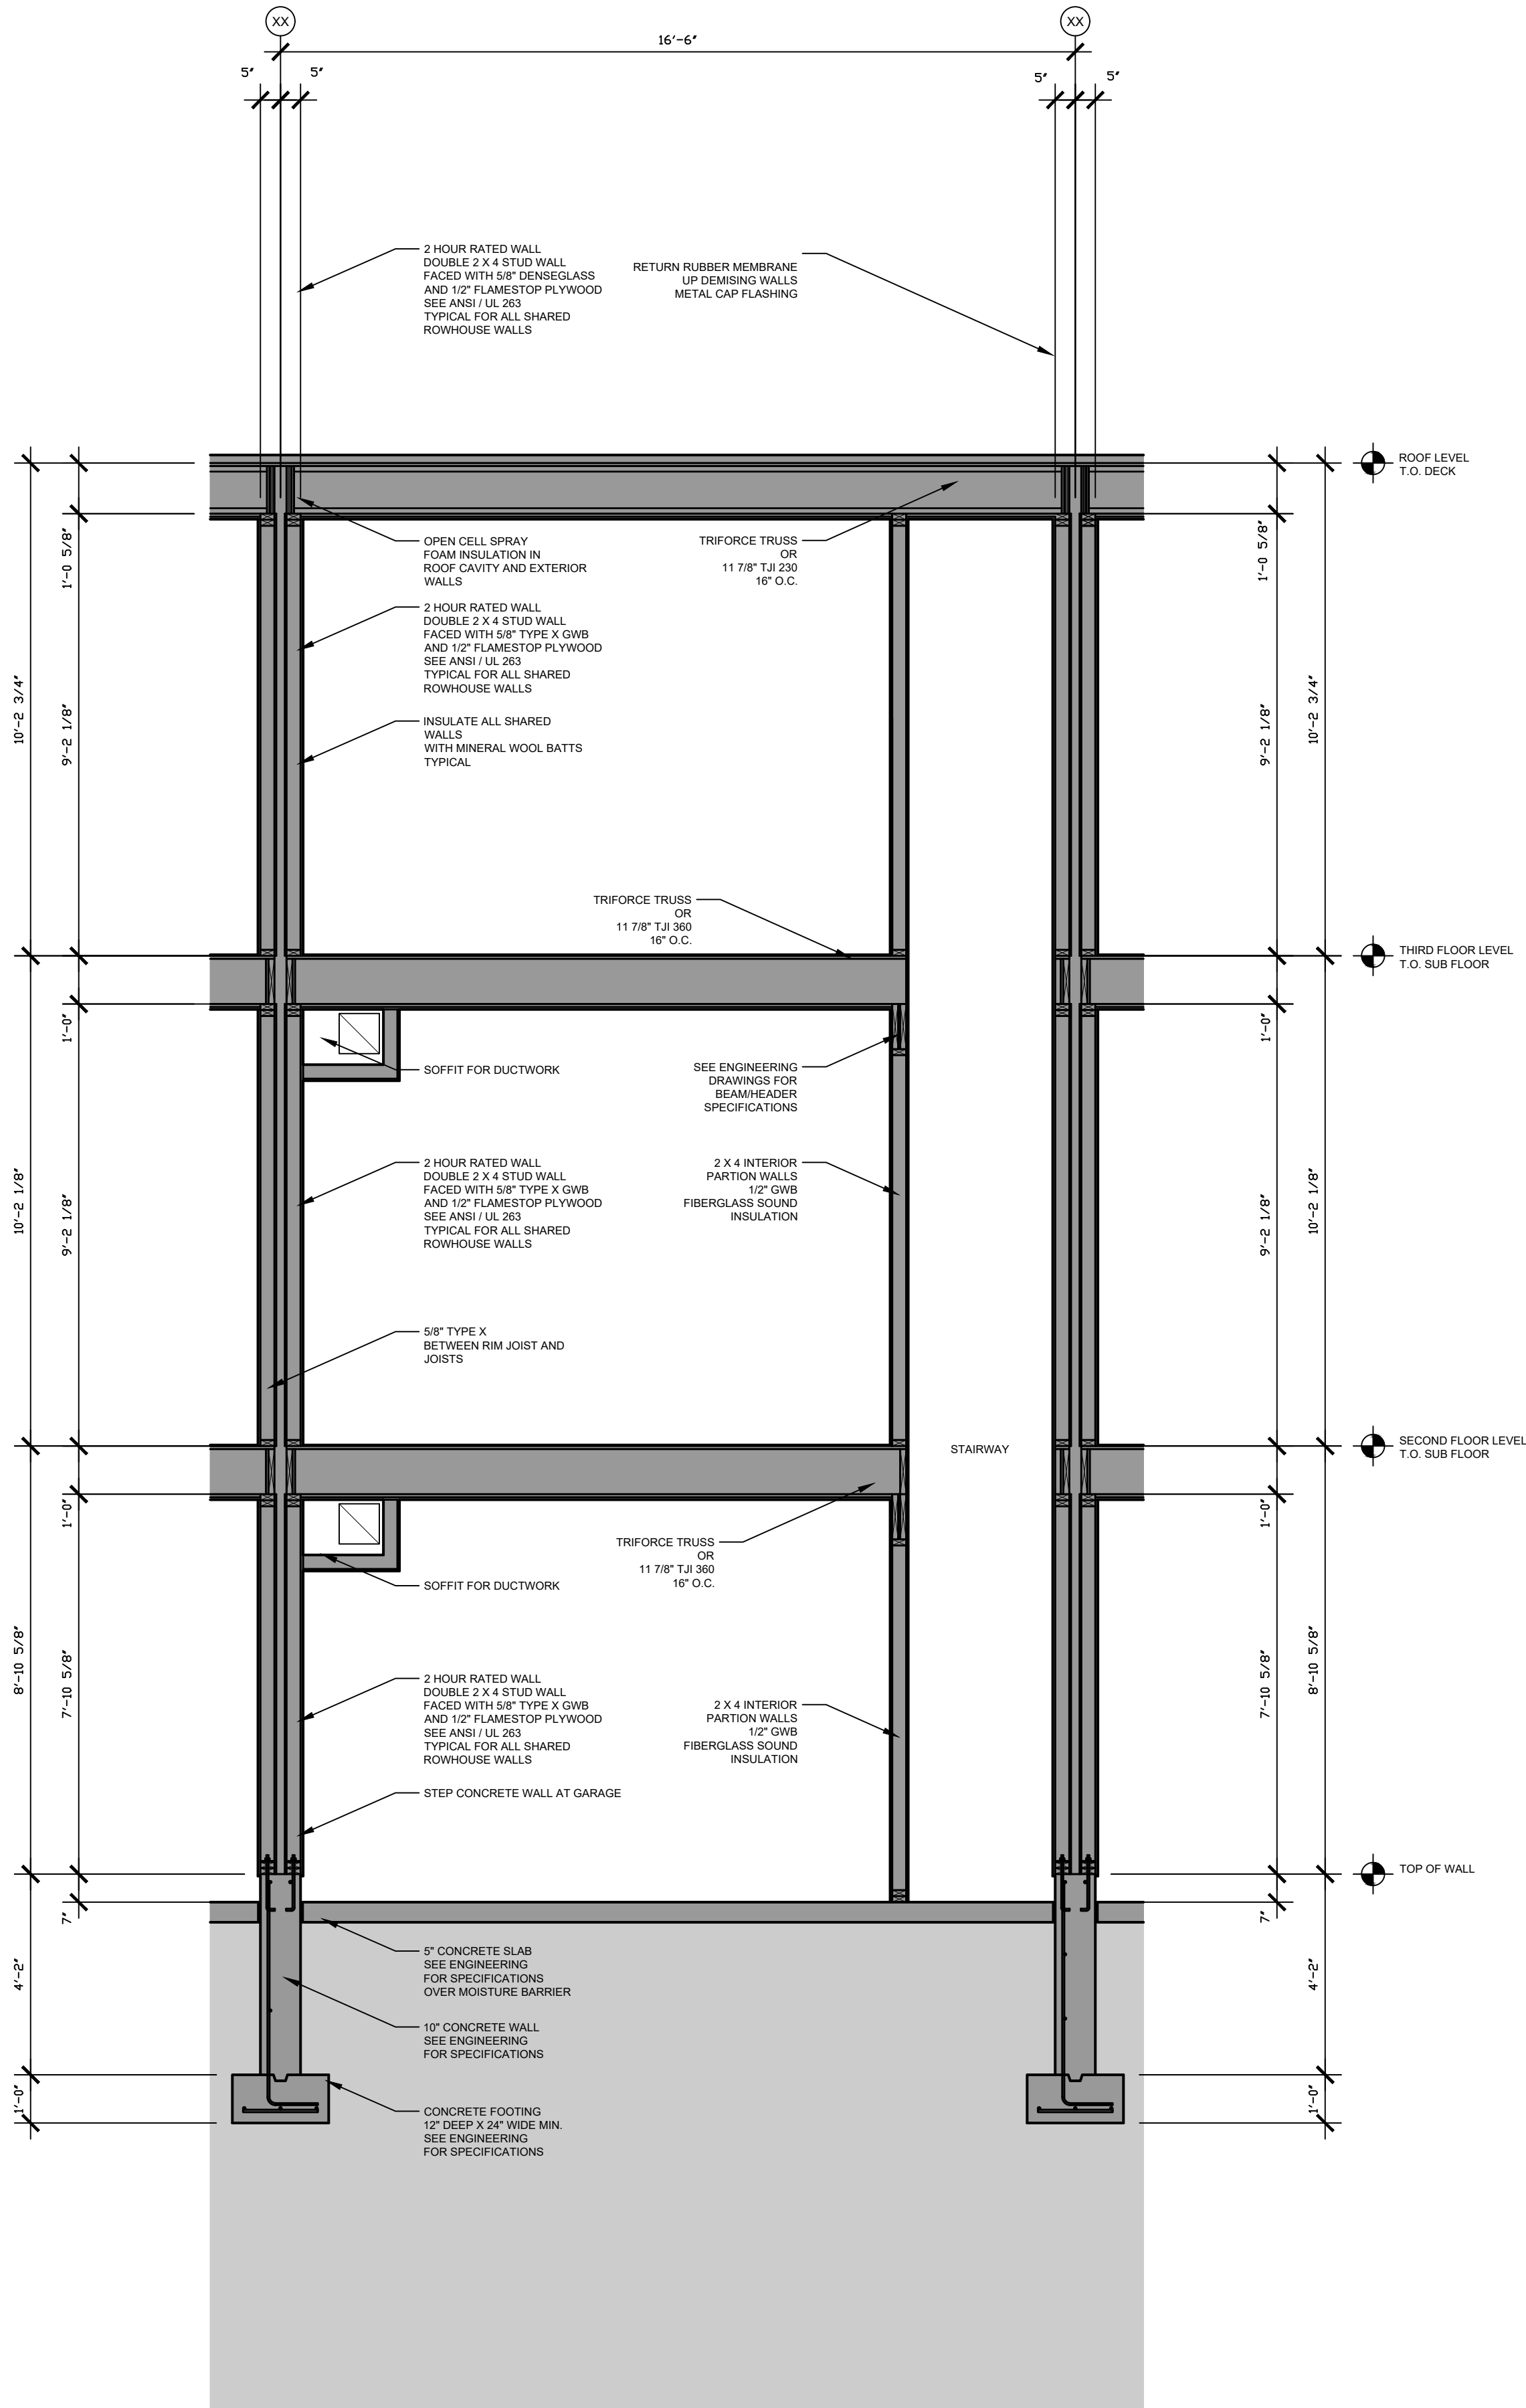 XX
XX
16'-6"
5"
5"
5"
5"
2 HOUR RATED WALL
DOUBLE 2 X 4 STUD WALL
FACED WITH 5/8" DENSEGLASS
AND 1/2" FLAMESTOP PLYWOOD
SEE ANSI / UL 263
TYPICAL FOR ALL SHARED
ROWHOUSE WALLS
RETURN RUBBER MEMBRANE
UP DEMISING WALLS
METAL CAP FLASHING
ROOF LEVEL
T.O. DECK
OPEN CELL SPRAY
FOAM INSULATION IN
ROOF CAVITY AND EXTERIOR
WALLS
TRIFORCE TRUSS
OR
11 7/8" TJI 230
16" O.C.
1'-0 5/8"
1'-0 5/8"
2 HOUR RATED WALL
DOUBLE 2 X 4 STUD WALL
FACED WITH 5/8" TYPE X GWB
AND 1/2" FLAMESTOP PLYWOOD
SEE ANSI / UL 263
TYPICAL FOR ALL SHARED
ROWHOUSE WALLS
INSULATE ALL SHARED
WALLS
WITH MINERAL WOOL BATTS
TYPICAL
10'-2 3/4"
9'-2 1/8"
9'-2 1/8"
10'-2 3/4"
TRIFORCE TRUSS
OR
11 7/8" TJI 360
16" O.C.
THIRD FLOOR LEVEL
T.O. SUB FLOOR
1'-0"
1'-0"
SOFFIT FOR DUCTWORK
SEE ENGINEERING
DRAWINGS FOR
BEAM/HEADER
SPECIFICATIONS
2 HOUR RATED WALL
DOUBLE 2 X 4 STUD WALL
FACED WITH 5/8" TYPE X GWB
AND 1/2" FLAMESTOP PLYWOOD
SEE ANSI / UL 263
TYPICAL FOR ALL SHARED
ROWHOUSE WALLS
2 X 4 INTERIOR
PARTION WALLS
1/2" GWB
FIBERGLASS SOUND
INSULATION
10'-2 1/8"
9'-2 1/8"
9'-2 1/8"
10'-2 1/8"
5/8" TYPE X
BETWEEN RIM JOIST AND
JOISTS
STAIRWAY
SECOND FLOOR LEVEL
T.O. SUB FLOOR
1'-0"
1'-0"
TRIFORCE TRUSS
OR
11 7/8" TJI 360
16" O.C.
SOFFIT FOR DUCTWORK
8'-10 5/8"
7'-10 5/8"
7'-10 5/8"
8'-10 5/8"
2 HOUR RATED WALL
DOUBLE 2 X 4 STUD WALL
FACED WITH 5/8" TYPE X GWB
AND 1/2" FLAMESTOP PLYWOOD
SEE ANSI / UL 263
TYPICAL FOR ALL SHARED
ROWHOUSE WALLS
2 X 4 INTERIOR
PARTION WALLS
1/2" GWB
FIBERGLASS SOUND
INSULATION
STEP CONCRETE WALL AT GARAGE
TOP OF WALL
7"
7"
5" CONCRETE SLAB
SEE ENGINEERING
FOR SPECIFICATIONS
OVER MOISTURE BARRIER
4'-2"
4'-2"
10" CONCRETE WALL
SEE ENGINEERING
FOR SPECIFICATIONS
1'-0"
1'-0"
CONCRETE FOOTING
12" DEEP X 24" WIDE MIN.
SEE ENGINEERING
FOR SPECIFICATIONS